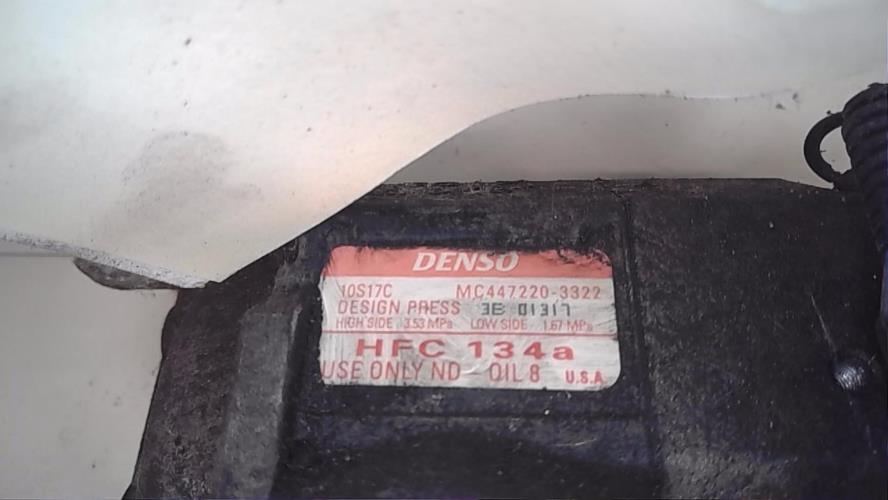 DENSO
10S17C MC447220-3322
DESIGN PRESS 3E 01317
HIGH SIDE 3.53 MPa LOW SIDE 1.67 MPa
HFC 134a
USE ONLY ND-OIL 8 U.S.A